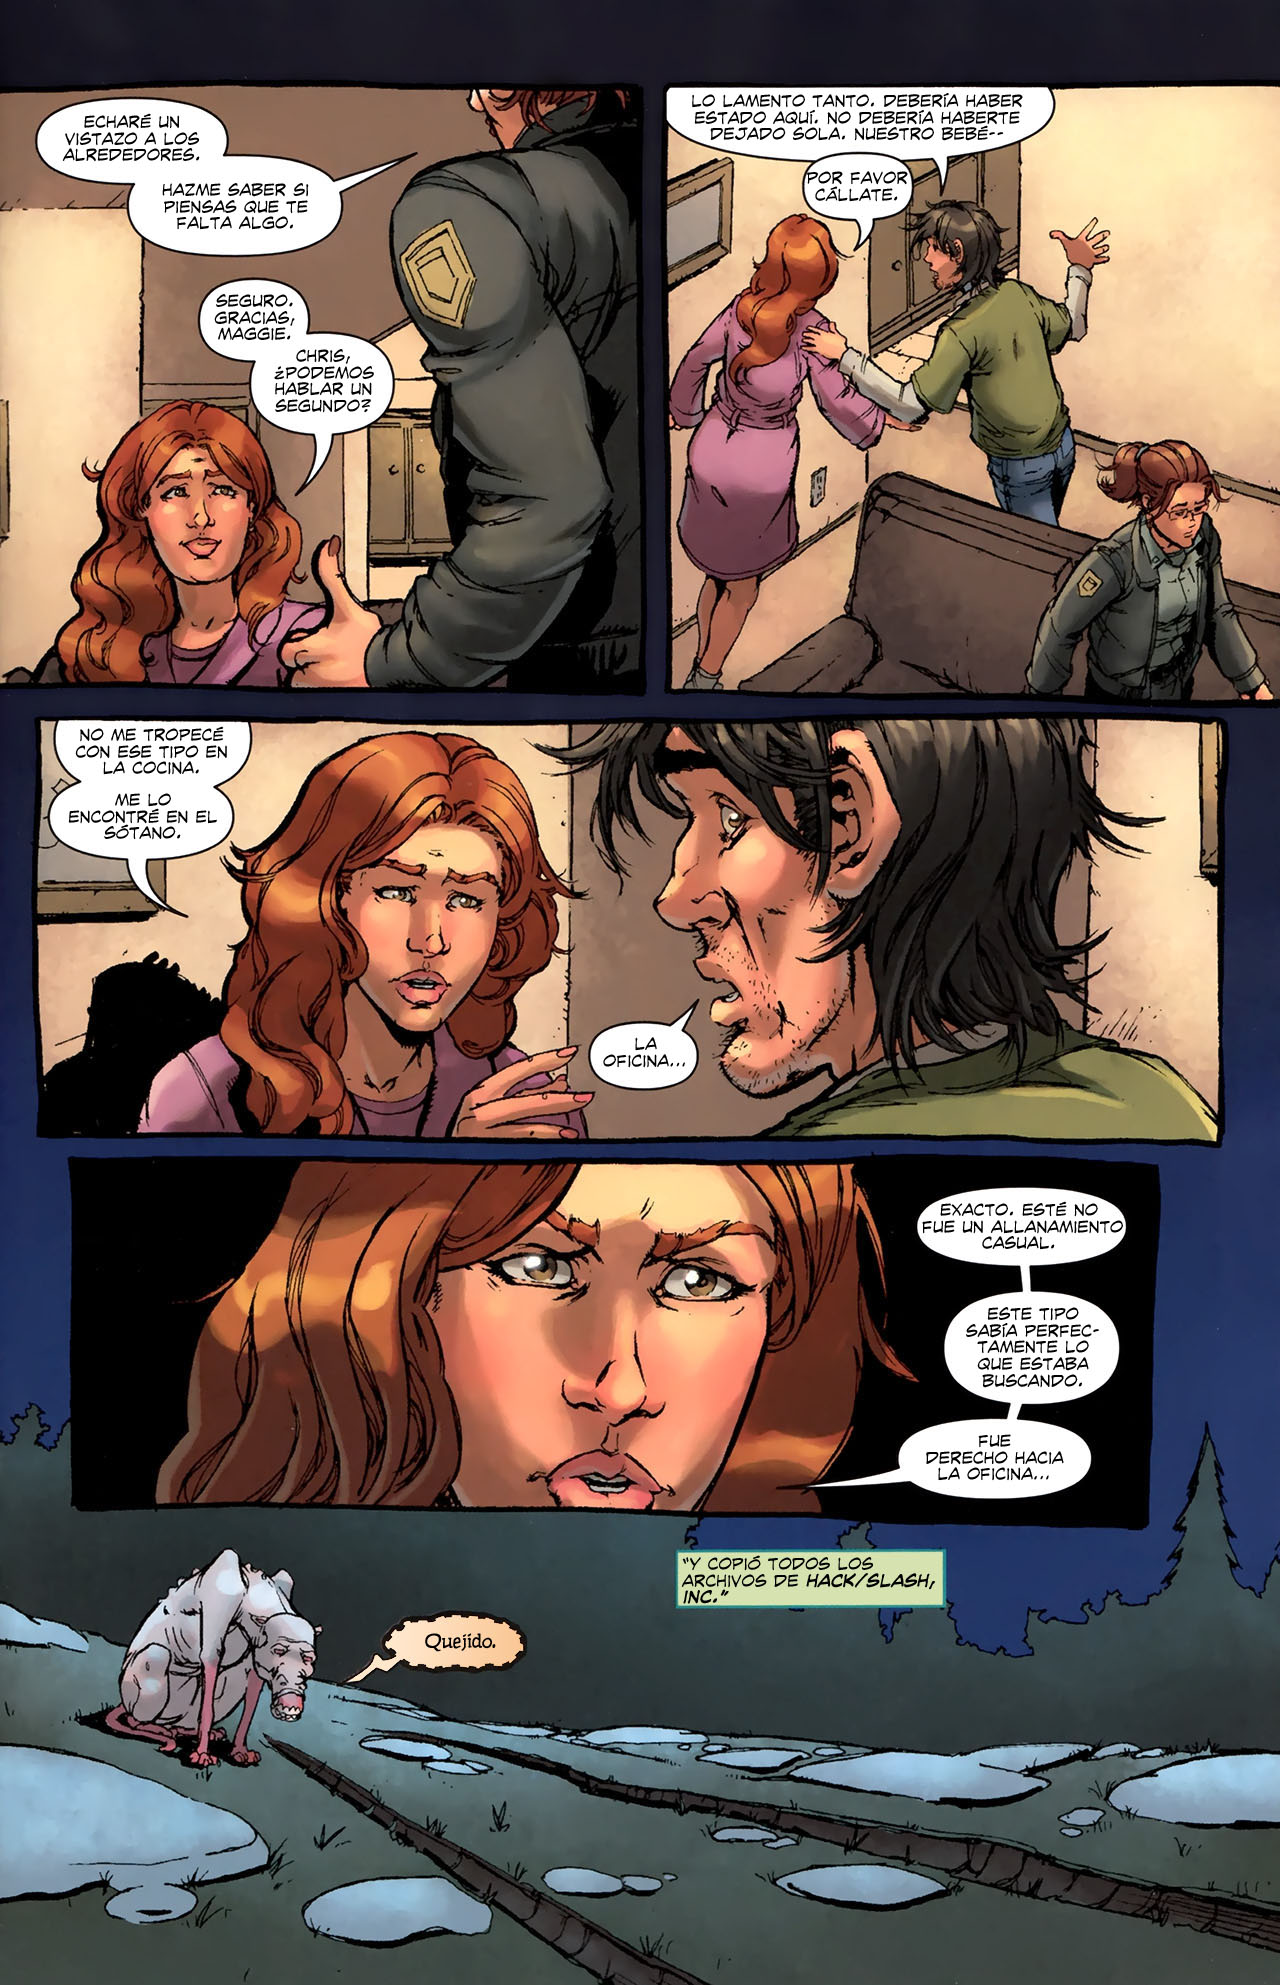 ECHARÉ UN
VISTAZO A LOS
ALREDEDORES.
HAZME SABER SI
PIENSAS QUE TE
FALTA ALGO.
SEGURO.
GRACIAS,
MAGGIE.
CHRIS,
¿PODEMOS
HABLAR UN
SEGUNDO?
LO LAMENTO TANTO. DEBERÍA HABER
ESTADO AQUÍ. NO DEBERÍA HABERTE
DEJADO SOLA. NUESTRO BEBÉ--
POR FAVOR
CÁLLATE.
NO ME TROPECÉ
CON ESE TIPO EN
LA COCINA.
ME LO
ENCONTRÉ EN EL
SÓTANO.
LA
OFICINA...
EXACTO. ESTÉ NO
FUE UN ALLANAMIENTO
CASUAL.
ESTE TIPO
SABÍA PERFEC-
TAMENTE LO
QUE ESTABA
BUSCANDO.
FUE
DERECHO HACIA
LA OFICINA...
"Y COPIÓ TODOS LOS
ARCHIVOS DE HACK/SLASH,
INC."
Quejido.